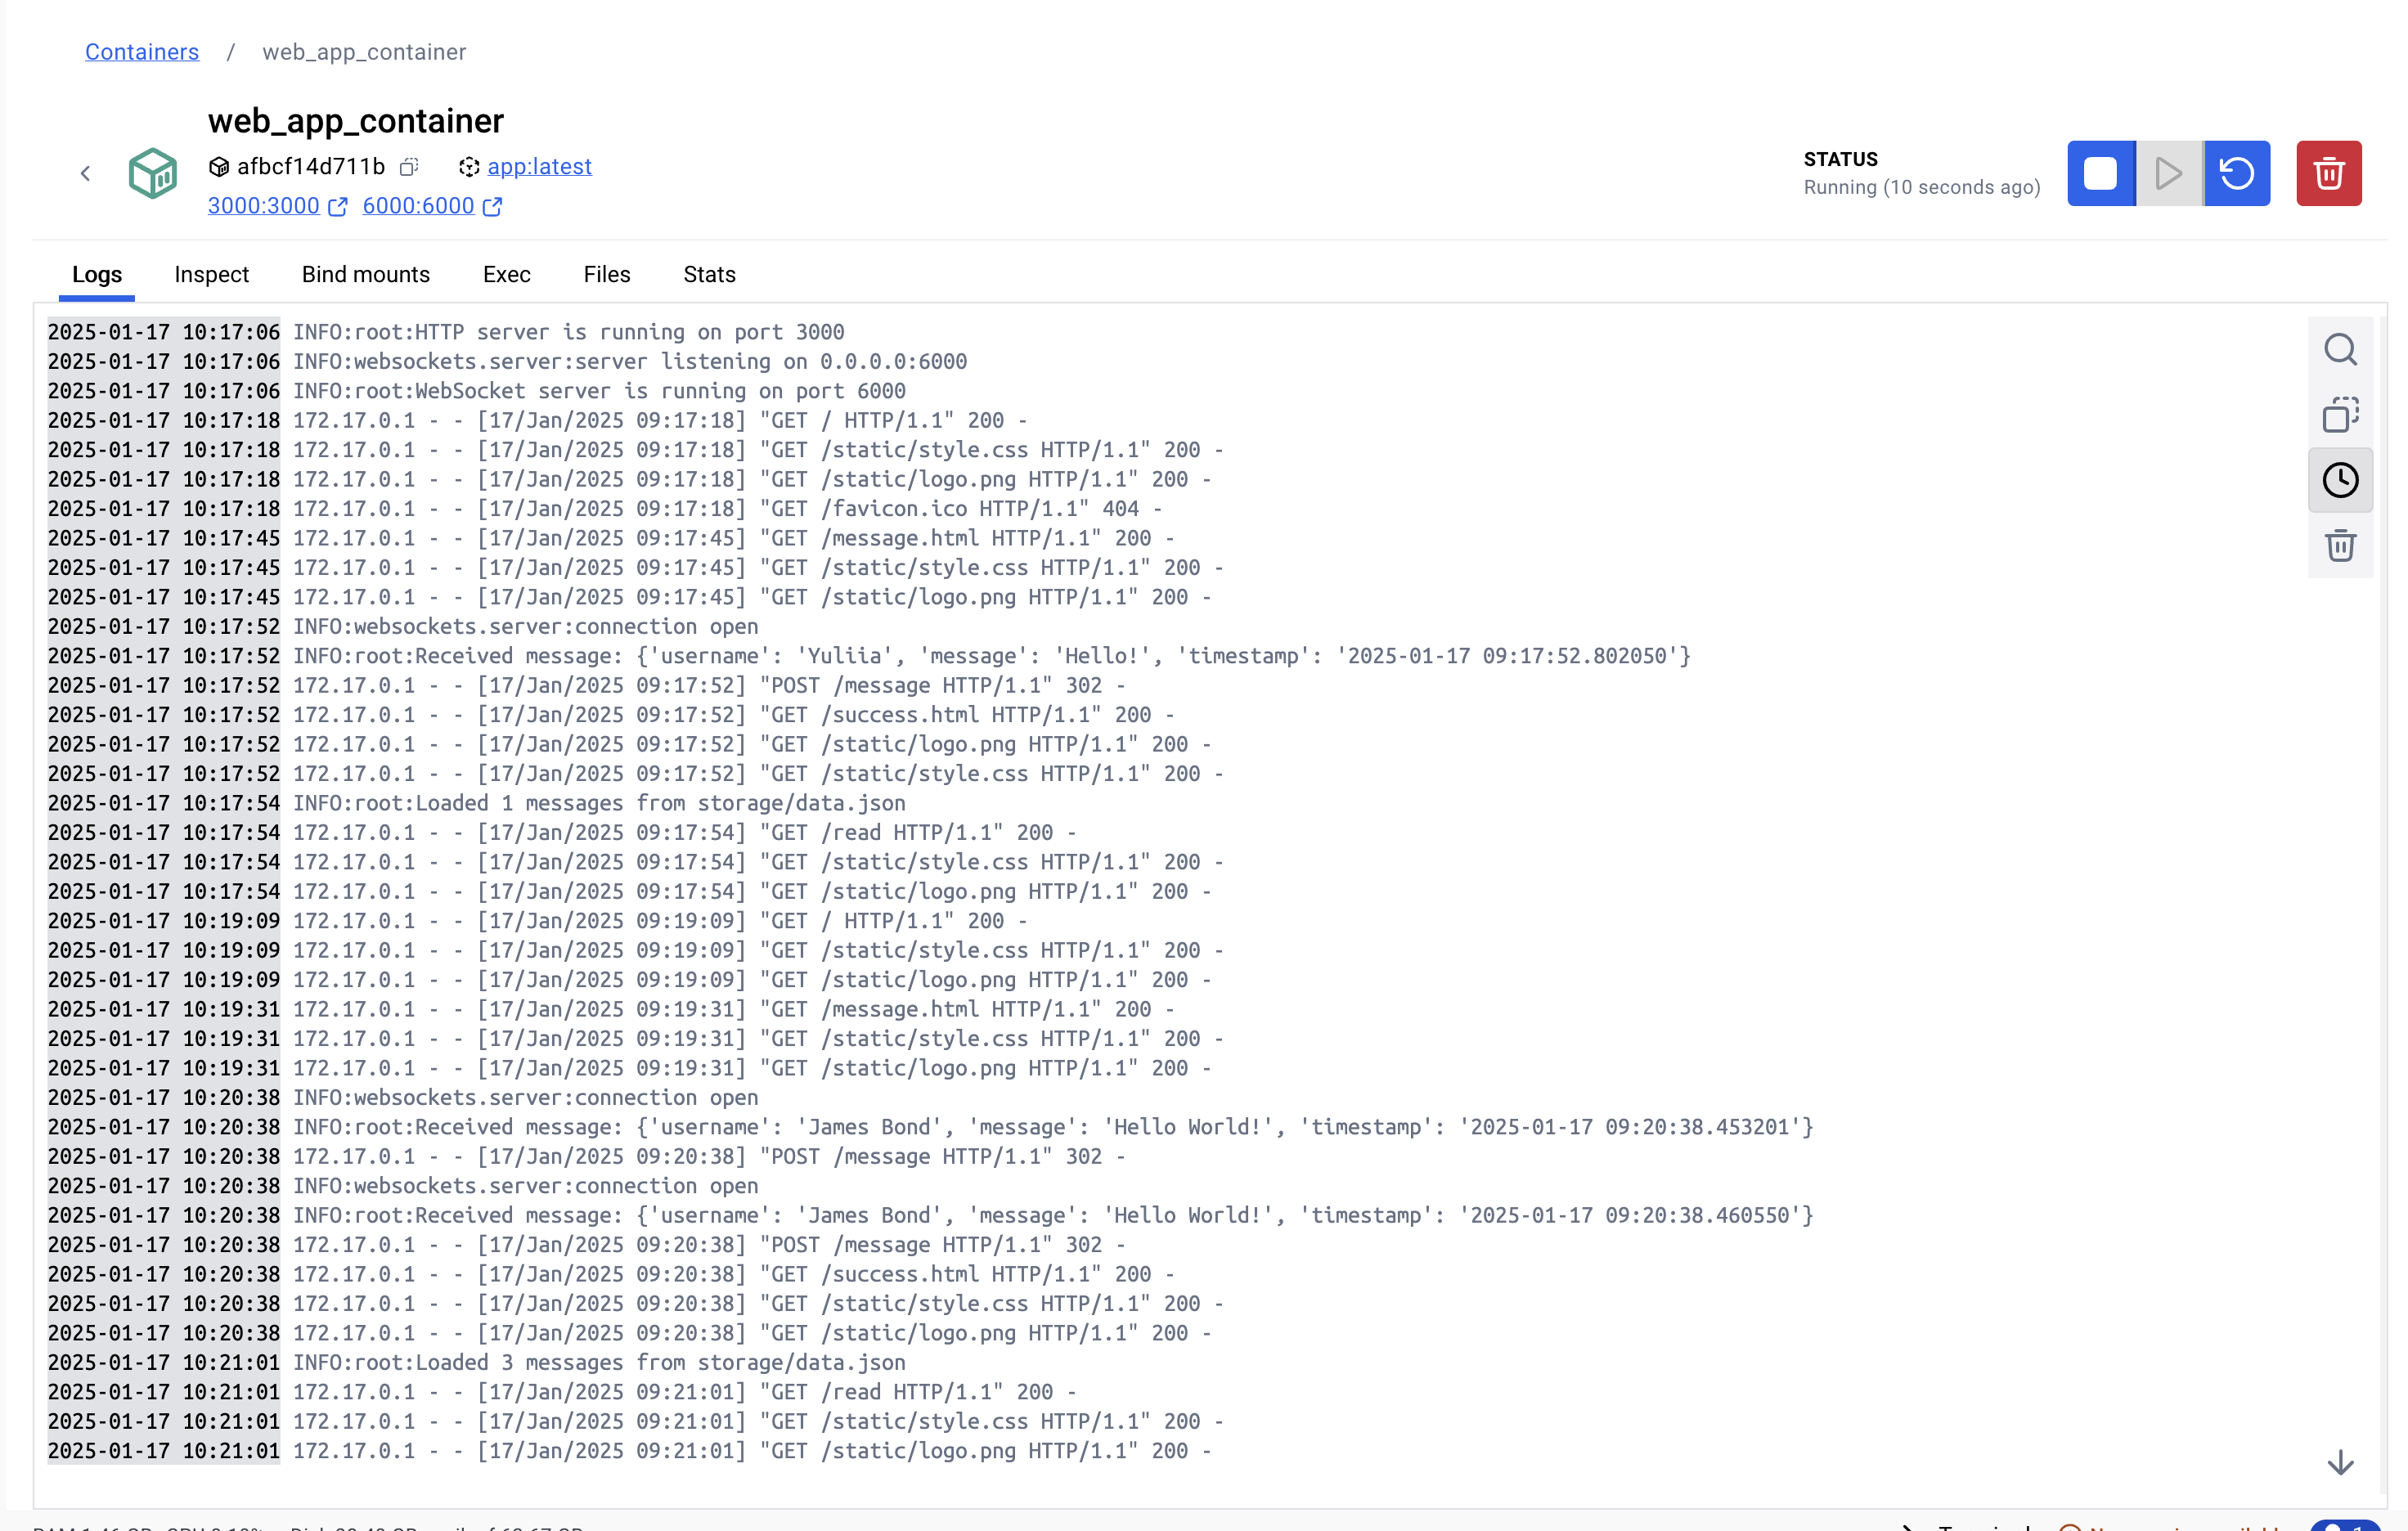 Containers / web_app_container
web_app_container
afbcf14d711b app:latest
3000:3000 6000:6000
STATUS
Running (10 seconds ago)
Logs Inspect Bind mounts Exec Files Stats
2025-01-17 10:17:06 INFO:root:HTTP server is running on port 3000
2025-01-17 10:17:06 INFO:websockets.server:server listening on 0.0.0.0:6000
2025-01-17 10:17:06 INFO:root:WebSocket server is running on port 6000
2025-01-17 10:17:18 172.17.0.1 - - [17/Jan/2025 09:17:18] "GET / HTTP/1.1" 200 -
2025-01-17 10:17:18 172.17.0.1 - - [17/Jan/2025 09:17:18] "GET /static/style.css HTTP/1.1" 200 -
2025-01-17 10:17:18 172.17.0.1 - - [17/Jan/2025 09:17:18] "GET /static/logo.png HTTP/1.1" 200 -
2025-01-17 10:17:18 172.17.0.1 - - [17/Jan/2025 09:17:18] "GET /favicon.ico HTTP/1.1" 404 -
2025-01-17 10:17:45 172.17.0.1 - - [17/Jan/2025 09:17:45] "GET /message.html HTTP/1.1" 200 -
2025-01-17 10:17:45 172.17.0.1 - - [17/Jan/2025 09:17:45] "GET /static/style.css HTTP/1.1" 200 -
2025-01-17 10:17:45 172.17.0.1 - - [17/Jan/2025 09:17:45] "GET /static/logo.png HTTP/1.1" 200 -
2025-01-17 10:17:52 INFO:websockets.server:connection open
2025-01-17 10:17:52 INFO:root:Received message: {'username': 'Yuliia', 'message': 'Hello!', 'timestamp': '2025-01-17 09:17:52.802050'}
2025-01-17 10:17:52 172.17.0.1 - - [17/Jan/2025 09:17:52] "POST /message HTTP/1.1" 302 -
2025-01-17 10:17:52 172.17.0.1 - - [17/Jan/2025 09:17:52] "GET /success.html HTTP/1.1" 200 -
2025-01-17 10:17:52 172.17.0.1 - - [17/Jan/2025 09:17:52] "GET /static/logo.png HTTP/1.1" 200 -
2025-01-17 10:17:52 172.17.0.1 - - [17/Jan/2025 09:17:52] "GET /static/style.css HTTP/1.1" 200 -
2025-01-17 10:17:54 INFO:root:Loaded 1 messages from storage/data.json
2025-01-17 10:17:54 172.17.0.1 - - [17/Jan/2025 09:17:54] "GET /read HTTP/1.1" 200 -
2025-01-17 10:17:54 172.17.0.1 - - [17/Jan/2025 09:17:54] "GET /static/style.css HTTP/1.1" 200 -
2025-01-17 10:17:54 172.17.0.1 - - [17/Jan/2025 09:17:54] "GET /static/logo.png HTTP/1.1" 200 -
2025-01-17 10:19:09 172.17.0.1 - - [17/Jan/2025 09:19:09] "GET / HTTP/1.1" 200 -
2025-01-17 10:19:09 172.17.0.1 - - [17/Jan/2025 09:19:09] "GET /static/style.css HTTP/1.1" 200 -
2025-01-17 10:19:09 172.17.0.1 - - [17/Jan/2025 09:19:09] "GET /static/logo.png HTTP/1.1" 200 -
2025-01-17 10:19:31 172.17.0.1 - - [17/Jan/2025 09:19:31] "GET /message.html HTTP/1.1" 200 -
2025-01-17 10:19:31 172.17.0.1 - - [17/Jan/2025 09:19:31] "GET /static/style.css HTTP/1.1" 200 -
2025-01-17 10:19:31 172.17.0.1 - - [17/Jan/2025 09:19:31] "GET /static/logo.png HTTP/1.1" 200 -
2025-01-17 10:20:38 INFO:websockets.server:connection open
2025-01-17 10:20:38 INFO:root:Received message: {'username': 'James Bond', 'message': 'Hello World!', 'timestamp': '2025-01-17 09:20:38.453201'}
2025-01-17 10:20:38 172.17.0.1 - - [17/Jan/2025 09:20:38] "POST /message HTTP/1.1" 302 -
2025-01-17 10:20:38 INFO:websockets.server:connection open
2025-01-17 10:20:38 INFO:root:Received message: {'username': 'James Bond', 'message': 'Hello World!', 'timestamp': '2025-01-17 09:20:38.460550'}
2025-01-17 10:20:38 172.17.0.1 - - [17/Jan/2025 09:20:38] "POST /message HTTP/1.1" 302 -
2025-01-17 10:20:38 172.17.0.1 - - [17/Jan/2025 09:20:38] "GET /success.html HTTP/1.1" 200 -
2025-01-17 10:20:38 172.17.0.1 - - [17/Jan/2025 09:20:38] "GET /static/style.css HTTP/1.1" 200 -
2025-01-17 10:20:38 172.17.0.1 - - [17/Jan/2025 09:20:38] "GET /static/logo.png HTTP/1.1" 200 -
2025-01-17 10:21:01 INFO:root:Loaded 3 messages from storage/data.json
2025-01-17 10:21:01 172.17.0.1 - - [17/Jan/2025 09:21:01] "GET /read HTTP/1.1" 200 -
2025-01-17 10:21:01 172.17.0.1 - - [17/Jan/2025 09:21:01] "GET /static/style.css HTTP/1.1" 200 -
2025-01-17 10:21:01 172.17.0.1 - - [17/Jan/2025 09:21:01] "GET /static/logo.png HTTP/1.1" 200 -